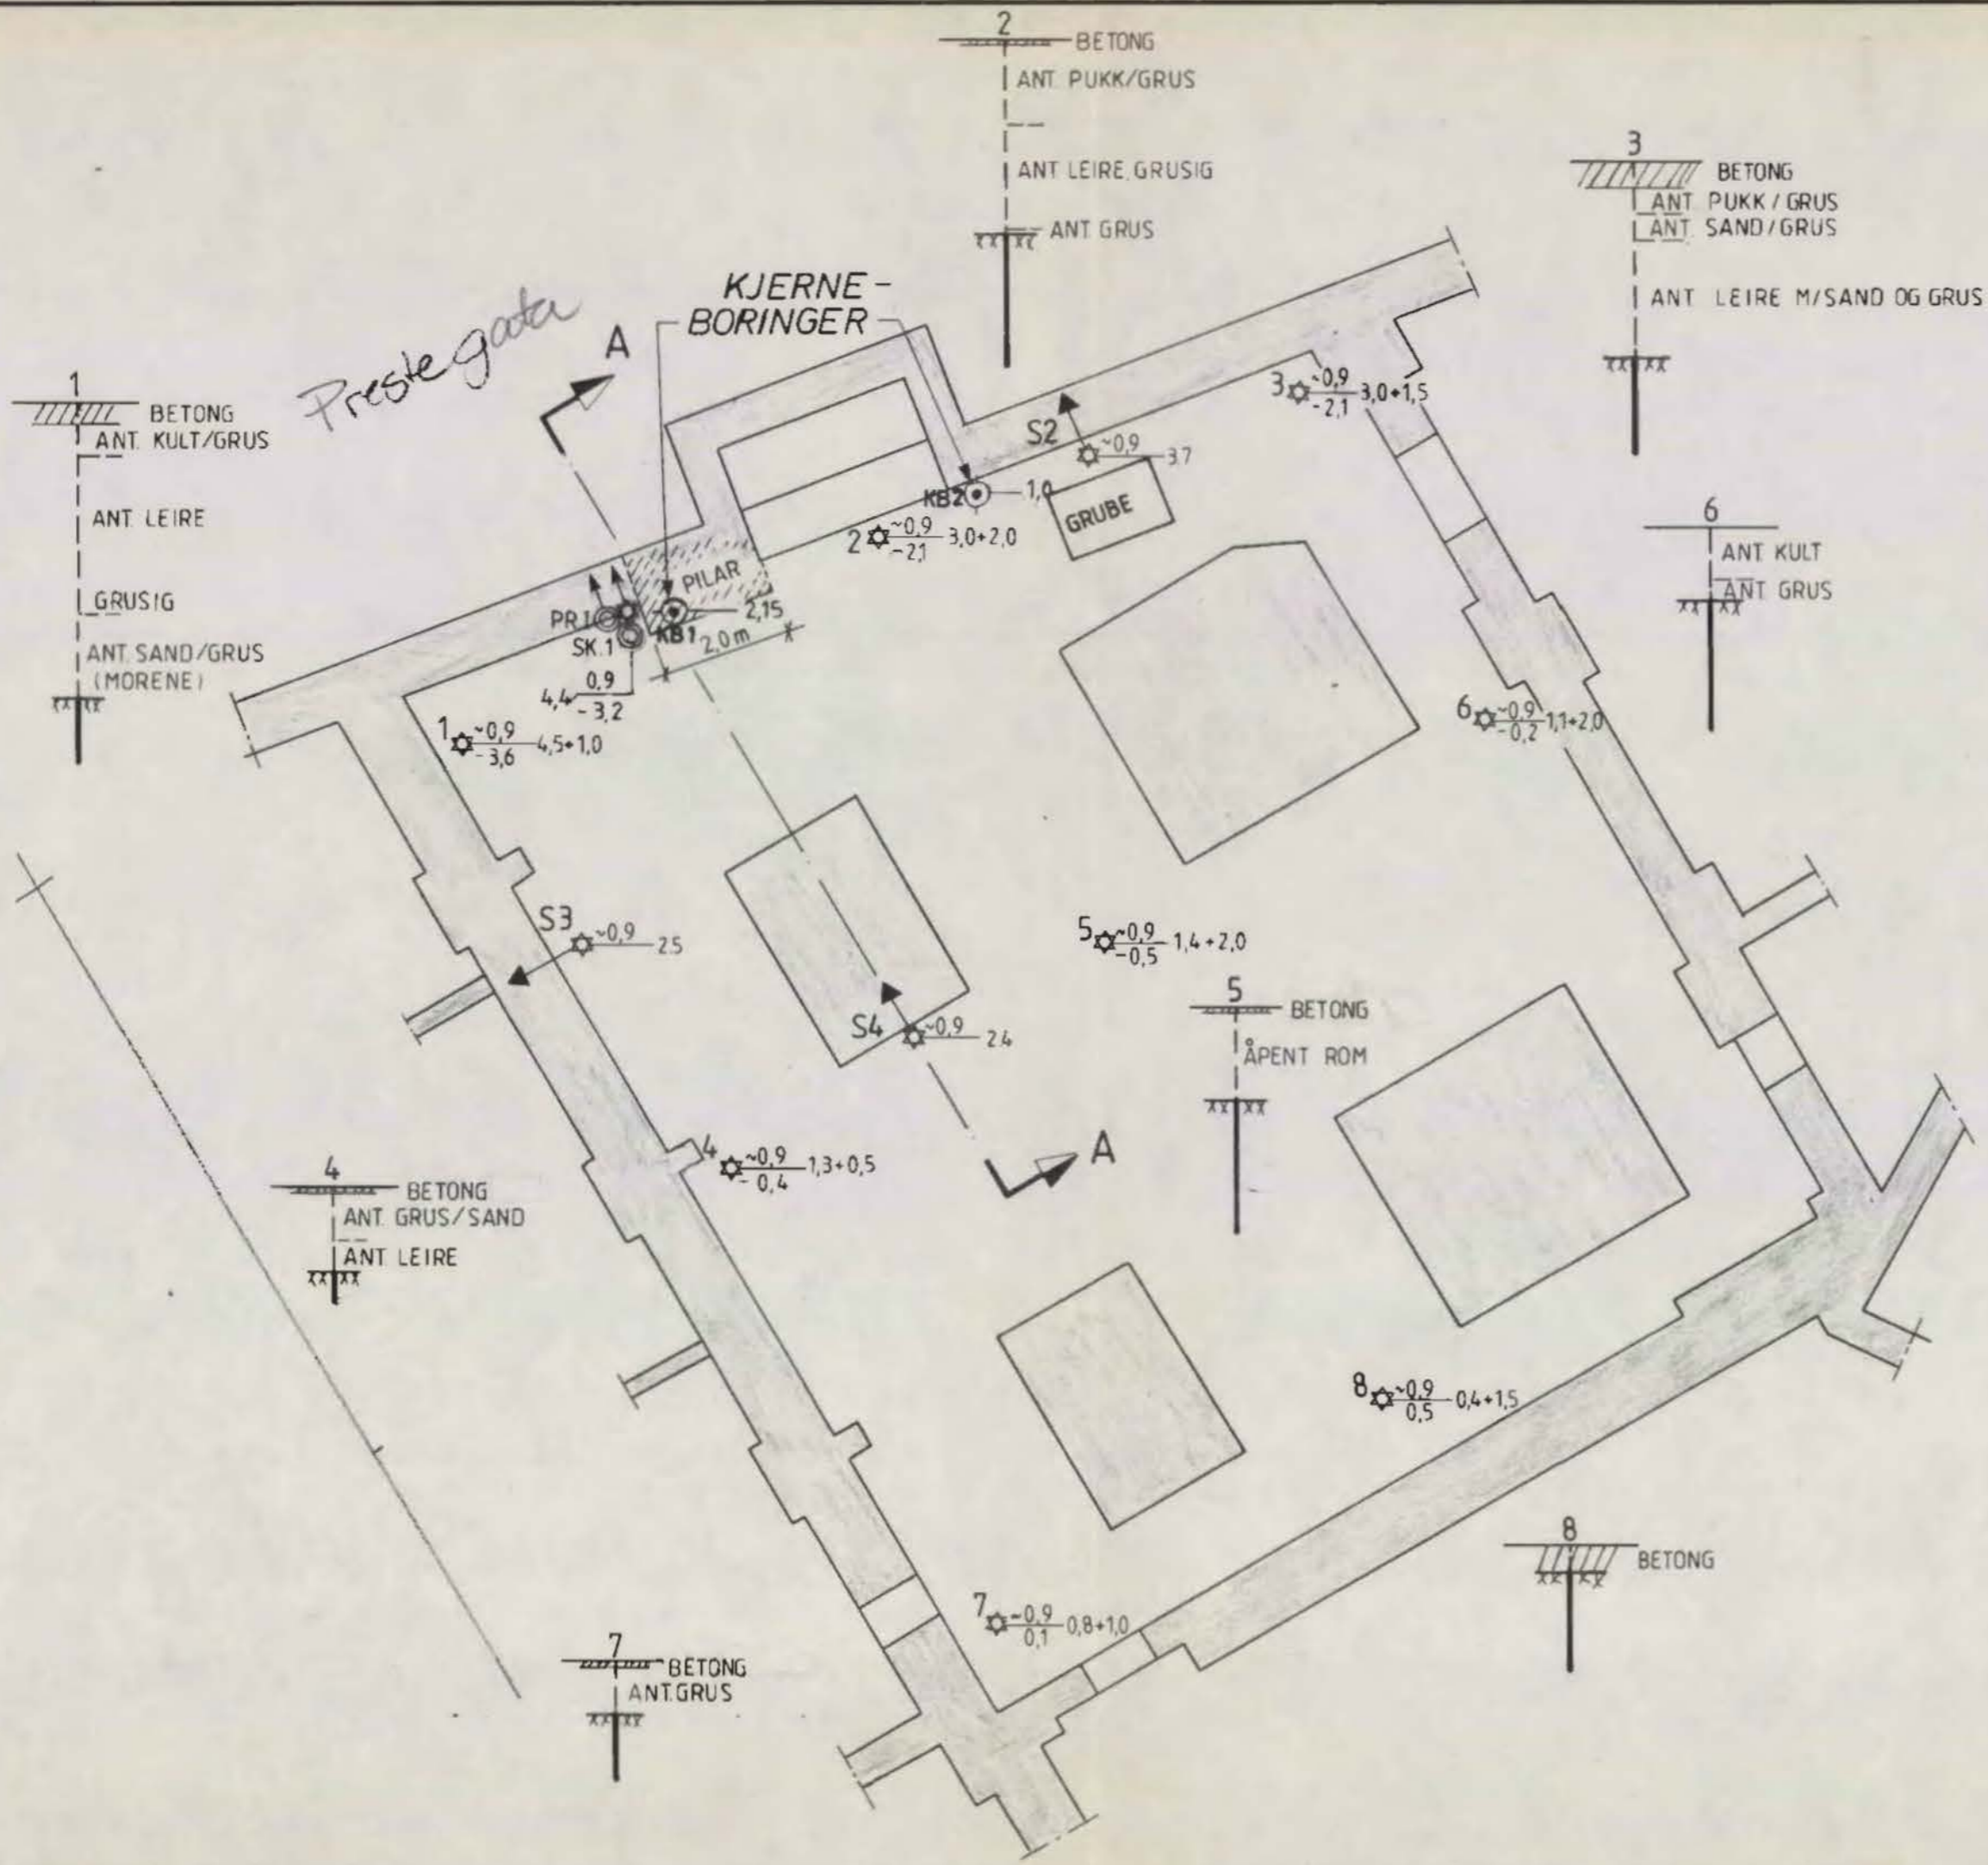 2
BETONG
ANT. PUKK/GRUS
ANT LEIRE, GRUSIG
ANT GRUS
3
BETONG
ANT PUKK / GRUS
ANT. SAND/GRUS
ANT LEIRE M/SAND OG GRUS
KJERNE-
BORINGER
Prestegata
A
1
BETONG
ANT. KULT/GRUS
ANT. LEIRE
GRUSIG
ANT. SAND/GRUS
(MORENE)
3 ~0,9 3,0+1,5
-2,1
S2
~0,9 3.7
KB2 1,0
GRUBE
2 ~0,9 3,0+2,0
-2,1
6
ANT KULT
ANT GRUS
PILAR
PR.1
2,15
SK.1
KB1
2,0 m
0,9
4,4
-3,2
1 ~0,9 4,5+1,0
-3,6
6 ~0,9 1,1+2,0
-0,2
S3
~0,9 2.5
5 ~0,9 1,4+2,0
-0,5
S4
~0,9 2.4
5
BETONG
ÅPENT ROM
A
4 ~0,9 1,3+0,5
-0,4
4
BETONG
ANT. GRUS/SAND
ANT LEIRE
8 ~0,9 0,4+1,5
0,5
8
BETONG
7 ~0,9 0,8+1,0
0,1
7
BETONG
ANT.GRUS